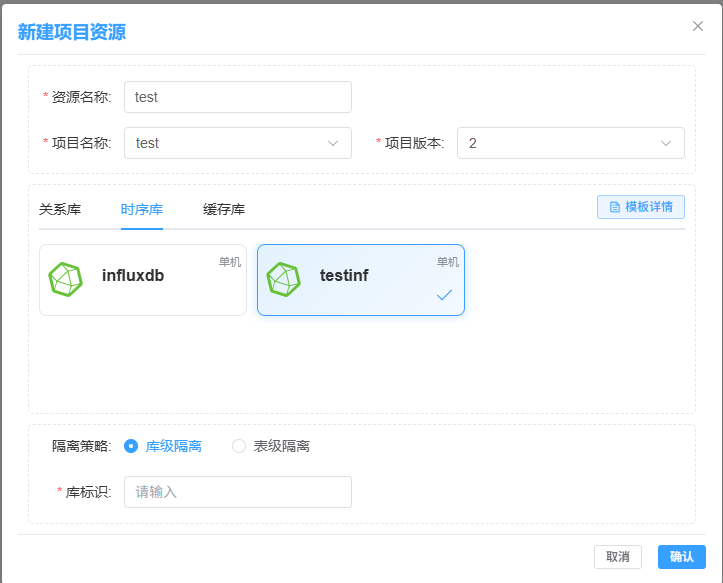 新建项目资源
* 资源名称: test
* 项目名称: test * 项目版本: 2
关系库 时序库 缓存库 模板详情
influxdb 单机 testinf 单机
隔离策略: 库级隔离 表级隔离
* 库标识: 请输入
取消 确认